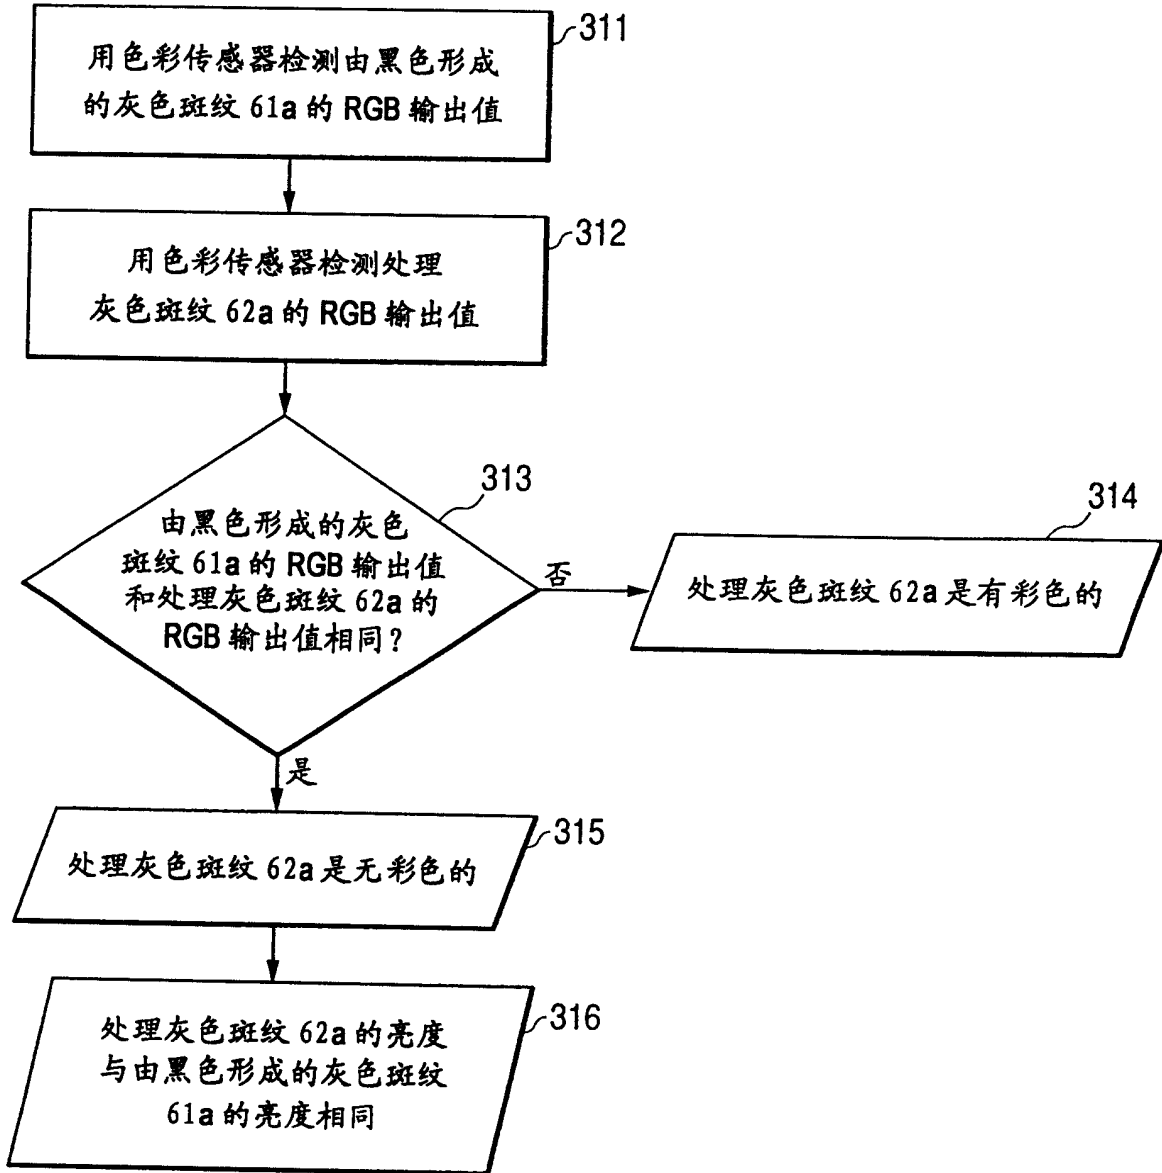 311
用色彩传感器检测由黑色形成
的灰色斑纹 61a 的 RGB 输出值
312
用色彩传感器检测处理
灰色斑纹 62a 的 RGB 输出值
313
由黑色形成的灰色
斑纹 61a 的 RGB 输出值
和处理灰色斑纹 62a 的
RGB 输出值相同？
否
314
处理灰色斑纹 62a 是有彩色的
是
315
处理灰色斑纹 62a 是无彩色的
316
处理灰色斑纹 62a 的亮度
与由黑色形成的灰色斑纹
61a 的亮度相同